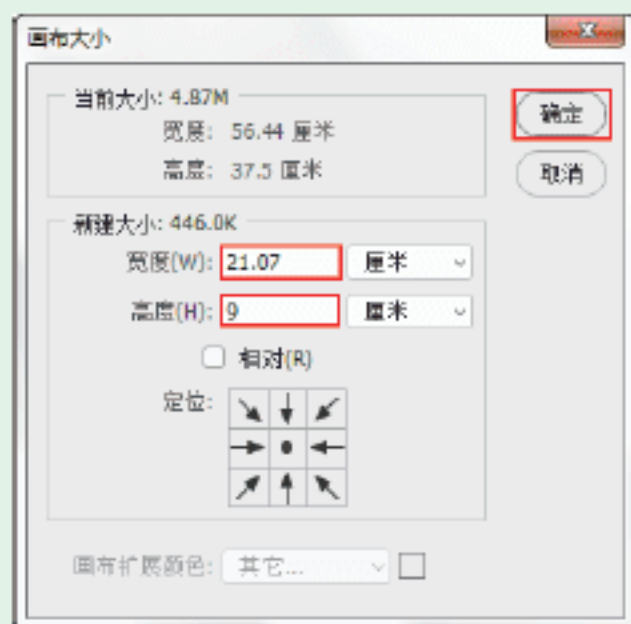 画布大小
当前大小: 4.87M
宽度: 56.44 厘米
高度: 37.5 厘米
确定
取消
新建大小: 446.0K
宽度(W): 21.07 厘米
高度(H): 9 厘米
相对(R)
定位:
画布扩展颜色: 其它...